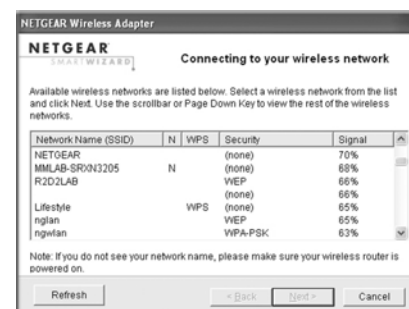 NETGEAR Wireless Adapter
NETGEAR
SMARTWIZARD
Connecting to your wireless network
Available wireless networks are listed below. Select a wireless network from the list
and click Next. Use the scrollbar or Page Down Key to view the rest of the wireless
networks.
Network Name (SSID) N WPS Security Signal
NETGEAR (none) 70%
MMLAB-SRXN3205 N (none) 68%
R2D2LAB WEP 66%
(none) 66%
Lifestyle WPS (none) 65%
nglan WEP 65%
ngwlan WPA-PSK 63%
Note: If you do not see your network name, please make sure your wireless router is
powered on.
Refresh < Back Next > Cancel